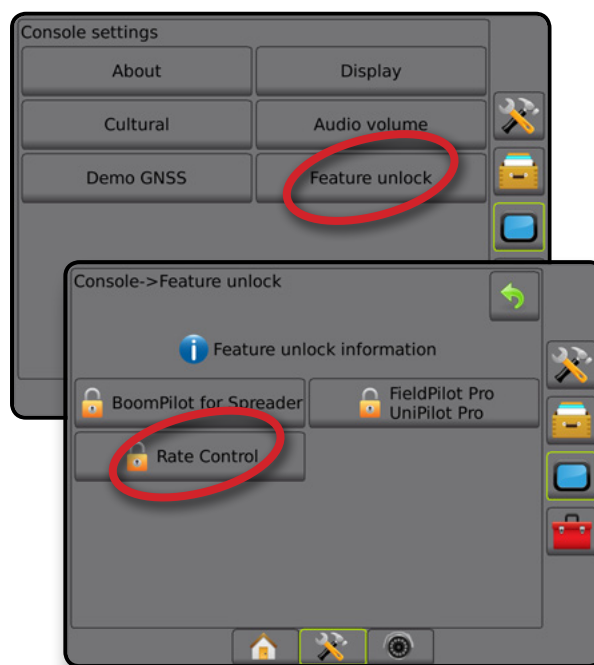 Console settings
About
Display
Cultural
Audio volume
Demo GNSS
Feature unlock
Console->Feature unlock
Feature unlock information
BoomPilot for Spreader
FieldPilot Pro
UniPilot Pro
Rate Control